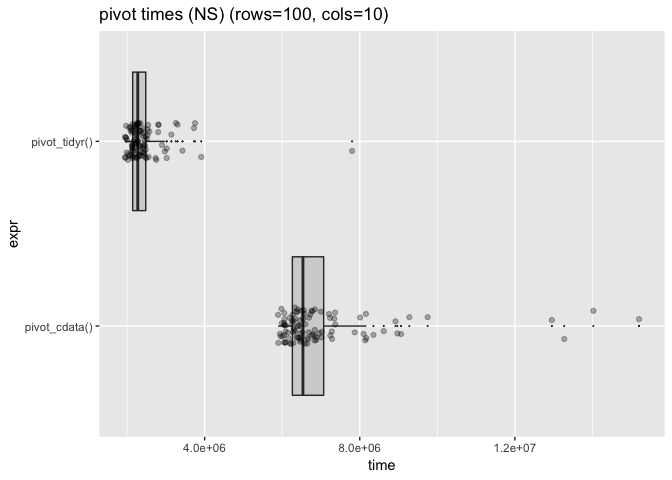 pivot times (NS) (rows=100, cols=10)
pivot_tidyr()
expr
pivot_cdata()
4.0e+06 8.0e+06 1.2e+07
time